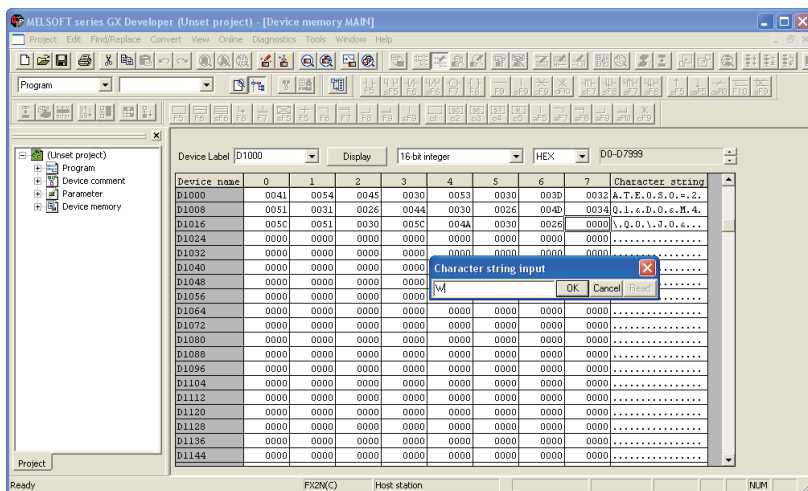 MELSOFT series GX Developer (Unset project) - [Device memory MAIN]
Project Edit Find/Replace Convert View Online Diagnostics Tools Window Help
Program
Project
(Unset project)
Program
Device comment
Parameter
Device memory
Device Label D1000 Display 16-bit integer HEX D0-D7999
Device name 0 1 2 3 4 5 6 7 Character string
D1000 0041 0054 0045 0030 0053 0030 003D 0032 A.T.E.0.S.0.=.2.
D1008 0051 0031 0026 0044 0030 0026 004D 0034 Q.1.&.D.0.&.M.4.
D1016 005C 0051 0030 005C 004A 0030 0026 0000 \.Q.0.\.J.0.&...
D1024 0000 0000 0000 0000 0000 0000 0000 0000 ................
D1032 0000 0000 0000 0000 0000 0000 0000 0000 ................
D1040 0000 0000 0000 0000
D1048 0000 0000 0000 0000
D1056 0000 0000 0000 0000
Character string input
W
OK Cancel Read
D1064 0000 0000 0000 0000 0000 0000 0000 0000 ................
D1072 0000 0000 0000 0000 0000 0000 0000 0000 ................
D1080 0000 0000 0000 0000 0000 0000 0000 0000 ................
D1088 0000 0000 0000 0000 0000 0000 0000 0000 ................
D1096 0000 0000 0000 0000 0000 0000 0000 0000 ................
D1104 0000 0000 0000 0000 0000 0000 0000 0000 ................
D1112 0000 0000 0000 0000 0000 0000 0000 0000 ................
D1120 0000 0000 0000 0000 0000 0000 0000 0000 ................
D1128 0000 0000 0000 0000 0000 0000 0000 0000 ................
D1136 0000 0000 0000 0000 0000 0000 0000 0000 ................
D1144 0000 0000 0000 0000 0000 0000 0000 0000 ................
Ready FX2N(C) Host station NUM